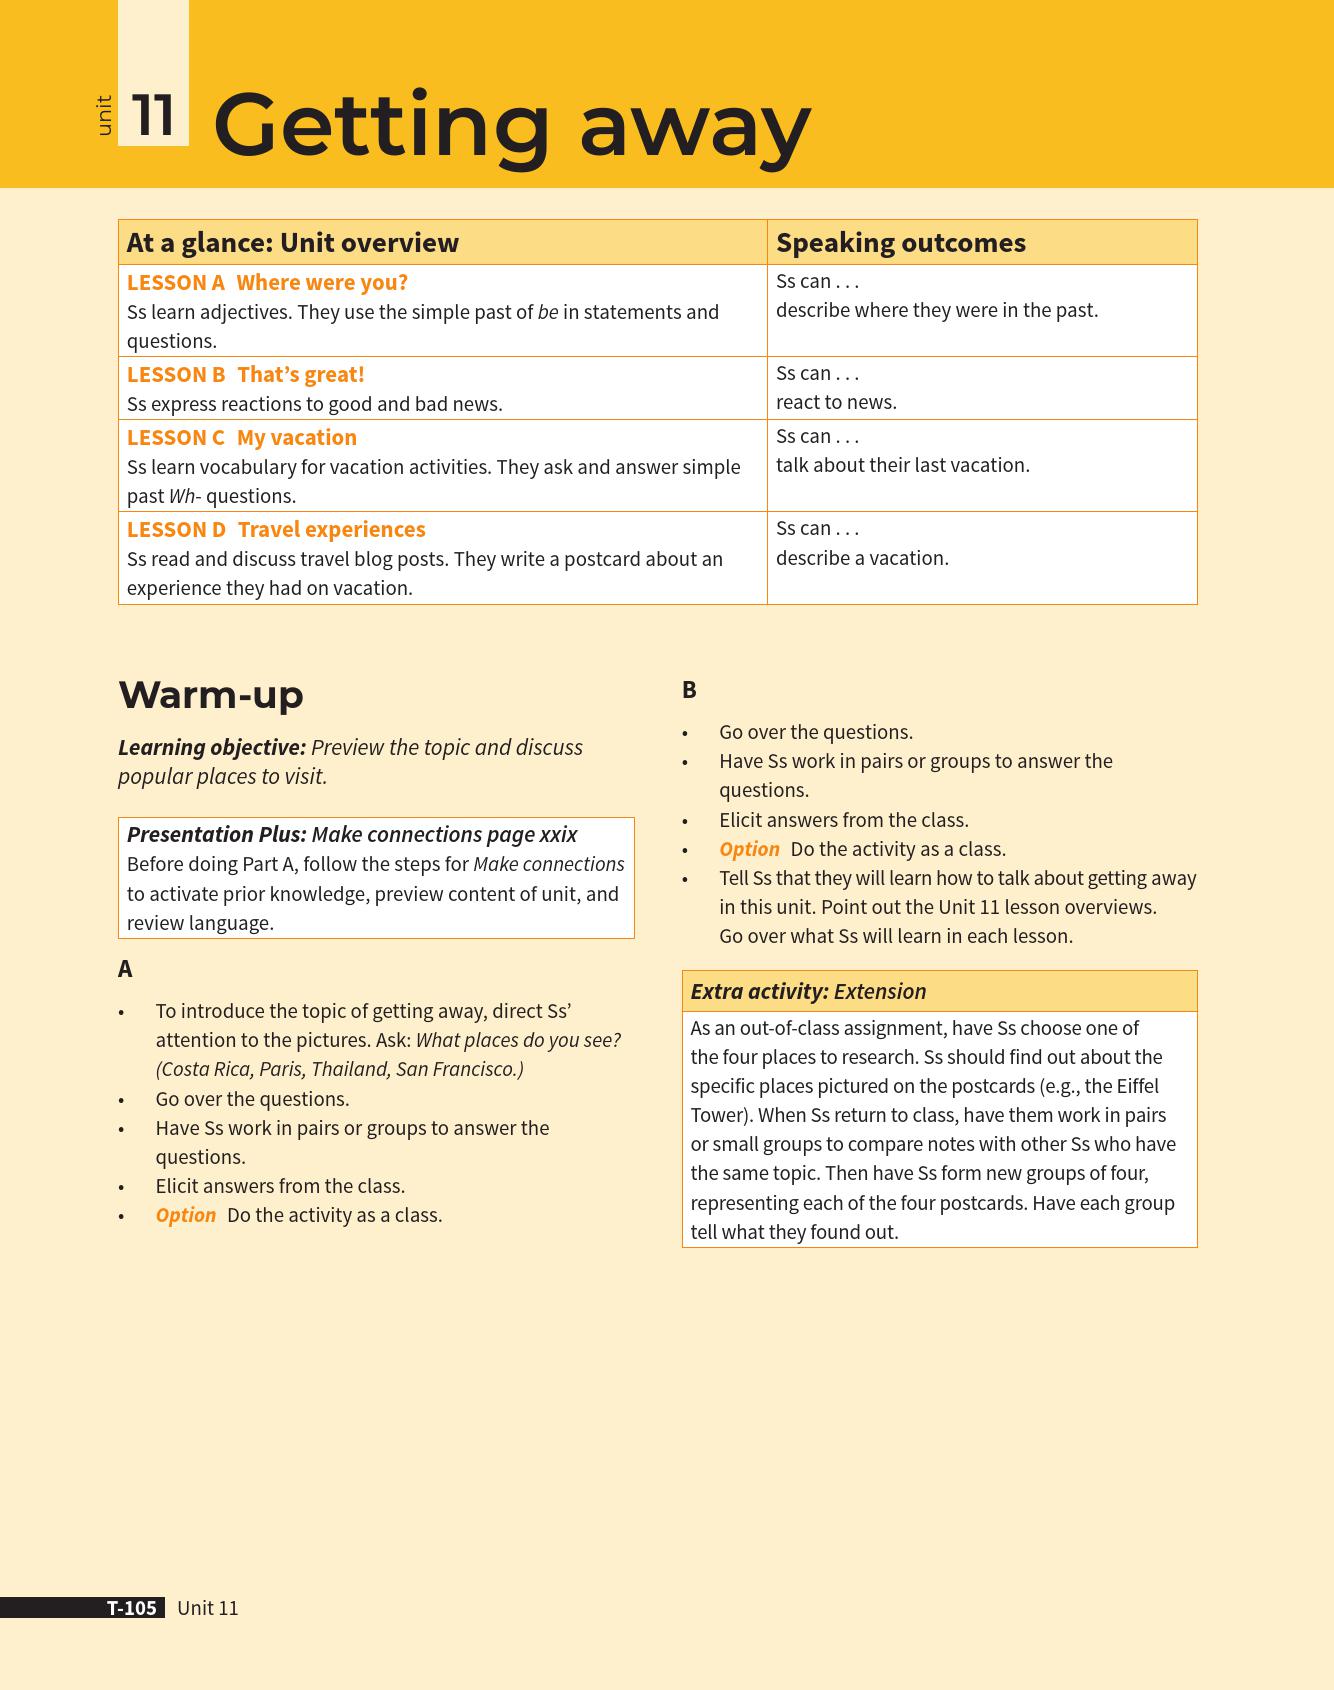 unit
11 Getting away
At a glance: Unit overview
Speaking outcomes
LESSON A Where were you?
Ss learn adjectives. They use the simple past of be in statements and
questions.
Ss can . . .
describe where they were in the past.
LESSON B That’s great!
Ss express reactions to good and bad news.
Ss can . . .
react to news.
LESSON C My vacation
Ss learn vocabulary for vacation activities. They ask and answer simple
past Wh- questions.
Ss can . . .
talk about their last vacation.
LESSON D Travel experiences
Ss read and discuss travel blog posts. They write a postcard about an
experience they had on vacation.
Ss can . . .
describe a vacation.
Warm-up
Learning objective: Preview the topic and discuss
popular places to visit.
Presentation Plus: Make connections page xxix
Before doing Part A, follow the steps for Make connections
to activate prior knowledge, preview content of unit, and
review language.
A
• To introduce the topic of getting away, direct Ss’
attention to the pictures. Ask: What places do you see?
(Costa Rica, Paris, Thailand, San Francisco.)
• Go over the questions.
• Have Ss work in pairs or groups to answer the
questions.
• Elicit answers from the class.
• Option Do the activity as a class.
B
• Go over the questions.
• Have Ss work in pairs or groups to answer the
questions.
• Elicit answers from the class.
• Option Do the activity as a class.
• Tell Ss that they will learn how to talk about getting away
in this unit. Point out the Unit 11 lesson overviews.
Go over what Ss will learn in each lesson.
Extra activity: Extension
As an out-of-class assignment, have Ss choose one of
the four places to research. Ss should find out about the
specific places pictured on the postcards (e.g., the Eiffel
Tower). When Ss return to class, have them work in pairs
or small groups to compare notes with other Ss who have
the same topic. Then have Ss form new groups of four,
representing each of the four postcards. Have each group
tell what they found out.
T-105 Unit 11